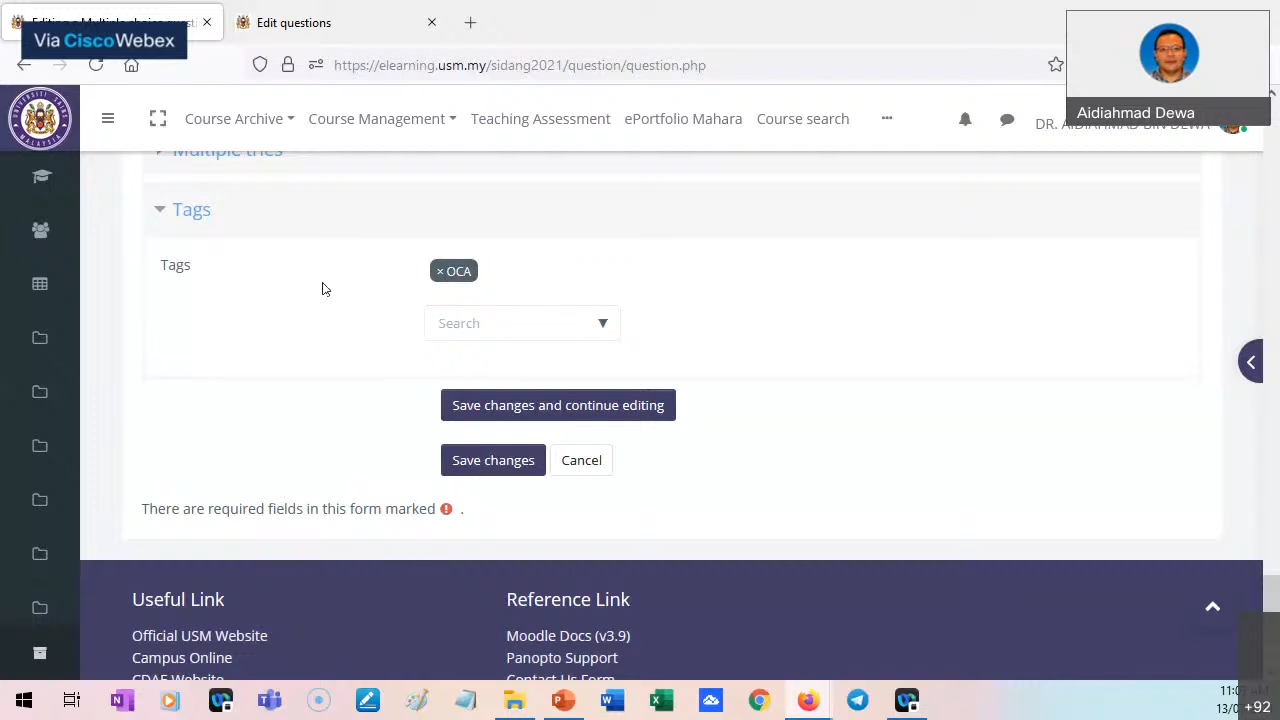 Editing a Multiple choice questi
Edit questions
Via CiscoWebex
https://elearning.usm.my/sidang2021/question/question.php
Aidiahmad Dewa
UNIVERSITI SAINS MALAYSIA
Course Archive
Course Management
Teaching Assessment
ePortfolio Mahara
Course search
DR. AIDIAHMAD BIN DEWA
Multiple tries
Tags
Tags
× OCA
Search
Save changes and continue editing
Save changes
Cancel
There are required fields in this form marked .
Useful Link
Reference Link
Official USM Website
Moodle Docs (v3.9)
Campus Online
Panopto Support
CDAE Website
Contact Us Form
11:0
13/0
+92